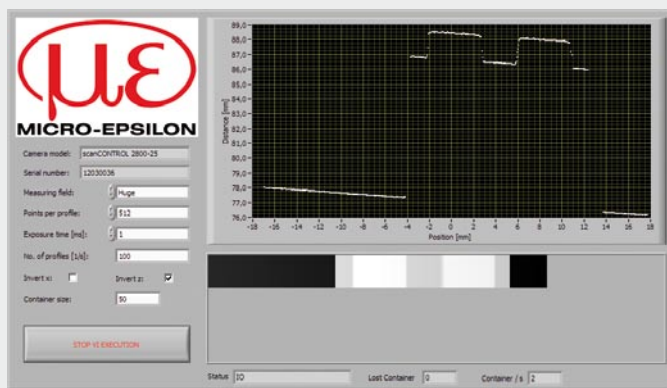 με
MICRO-EPSILON
Camera model: scanCONTROL 2800-25
Serial number: 12030036
Measuring field: Huge
Points per profile: 512
Exposure time [ms]: 1
No. of profiles [1/s]: 100
Invert x: Invert z:
Container size: 50
STOP VI EXECUTION
Distance [mm]
89,0
88,0
87,0
86,0
85,0
84,0
83,0
82,0
81,0
80,0
79,0
78,0
77,0
76,0
-18 -16 -14 -12 -10 -8 -6 -4 -2 0 2 4 6 8 10 12 14 16 18
Position [mm]
Status IO Lost Container 0 Container / s 2